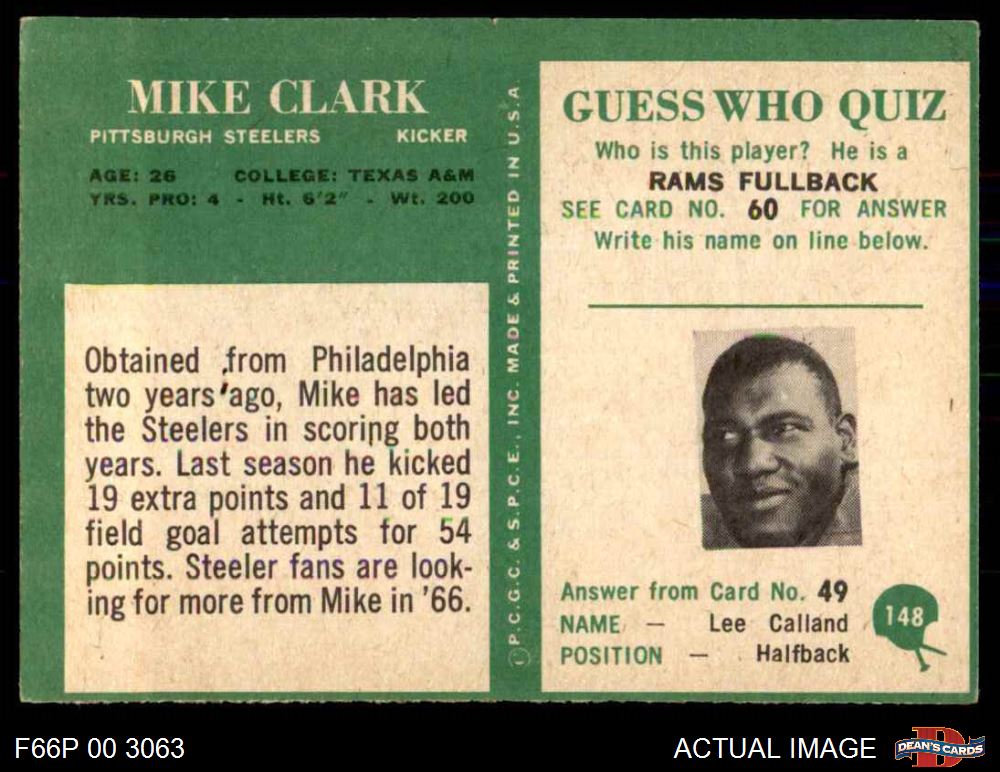 MIKE CLARK
PITTSBURGH STEELERS KICKER
AGE: 26 COLLEGE: TEXAS A&M
YRS. PRO: 4 - Ht. 6'2" - Wt. 200
Obtained from Philadelphia
two years ago, Mike has led
the Steelers in scoring both
years. Last season he kicked
19 extra points and 11 of 19
field goal attempts for 54
points. Steeler fans are look-
ing for more from Mike in '66.
©P.C.G.C. & S.P.C.E., INC. MADE & PRINTED IN U.S.A
GUESS WHO QUIZ
Who is this player? He is a
RAMS FULLBACK
SEE CARD NO. 60 FOR ANSWER
Write his name on line below.
Answer from Card No. 49
NAME — Lee Calland
POSITION — Halfback
148
F66P 00 3063
ACTUAL IMAGE
D
DEAN'S CARDS